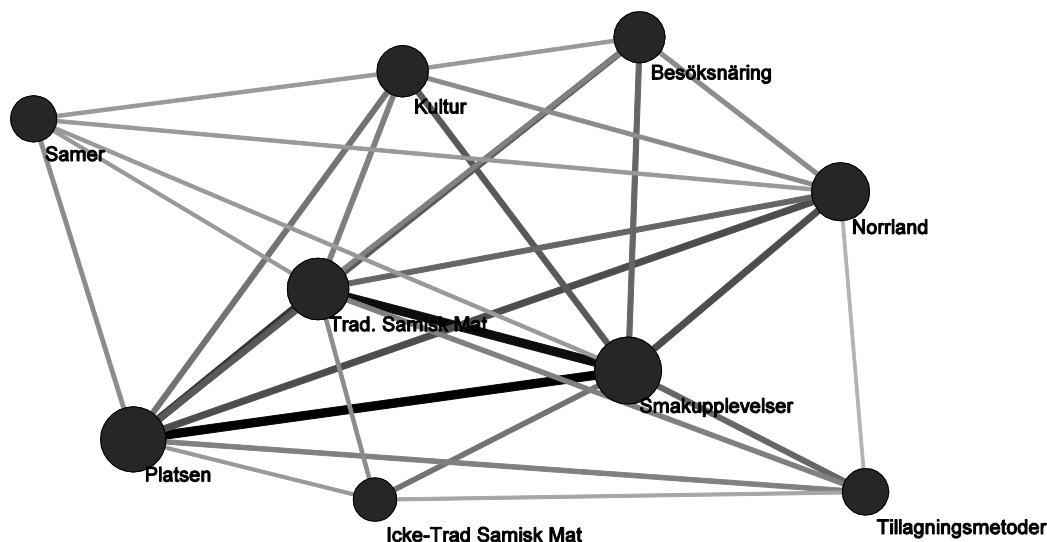 Besöksnäring
Kultur
Samer
Norrland
Trad. Samisk Mat
Smakupplevelser
Platsen
Icke-Trad Samisk Mat
Tillagningsmetoder